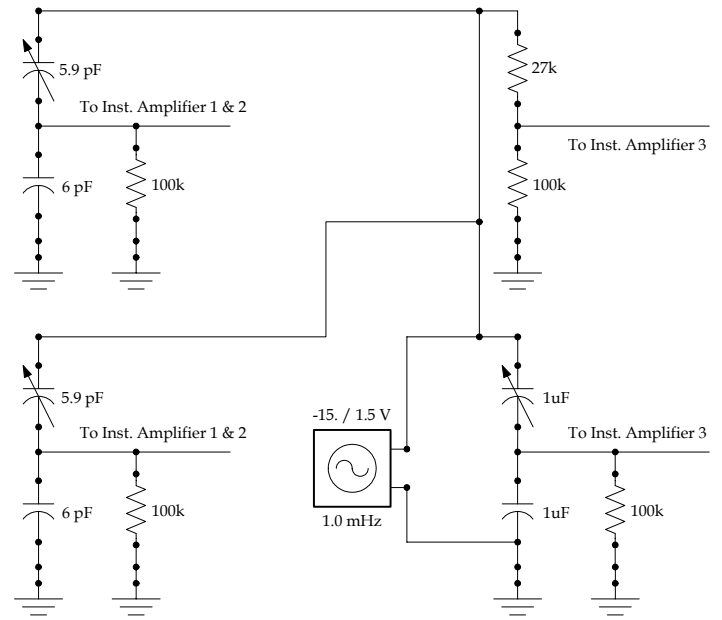 5.9 pF
27k
To Inst. Amplifier 1 & 2
To Inst. Amplifier 3
6 pF
100k
100k
5.9 pF
1uF
-15. / 1.5 V
To Inst. Amplifier 1 & 2
To Inst. Amplifier 3
6 pF
100k
1uF
100k
1.0 mHz